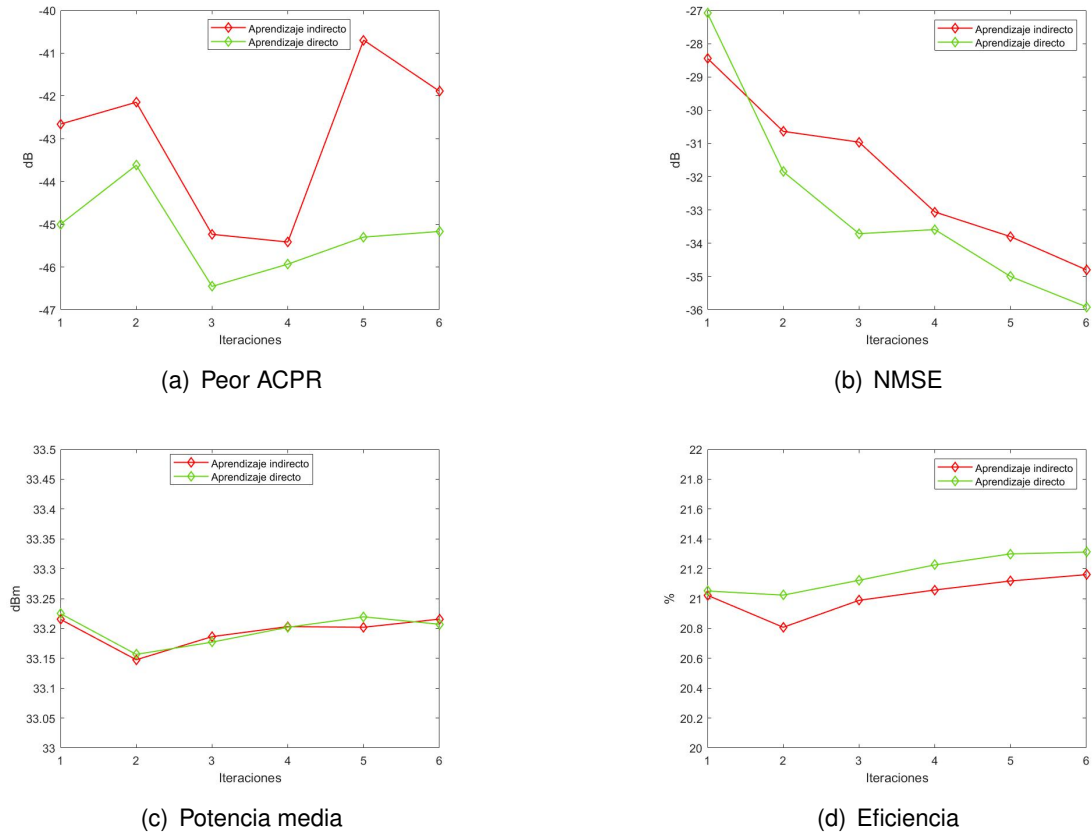 -40
-41
-42
-43
-44
-45
-46
-47
dB
Aprendizaje indirecto
Aprendizaje directo
1 2 3 4 5 6
Iteraciones
(a) Peor ACPR
-27
-28
-29
-30
-31
-32
-33
-34
-35
-36
dB
Aprendizaje indirecto
Aprendizaje directo
1 2 3 4 5 6
Iteraciones
(b) NMSE
33.5
33.45
33.4
33.35
33.3
33.25
33.2
33.15
33.1
33.05
33
dBm
Aprendizaje indirecto
Aprendizaje directo
1 2 3 4 5 6
Iteraciones
(c) Potencia media
22
21.8
21.6
21.4
21.2
21
20.8
20.6
20.4
20.2
20
%
Aprendizaje indirecto
Aprendizaje directo
1 2 3 4 5 6
Iteraciones
(d) Eficiencia